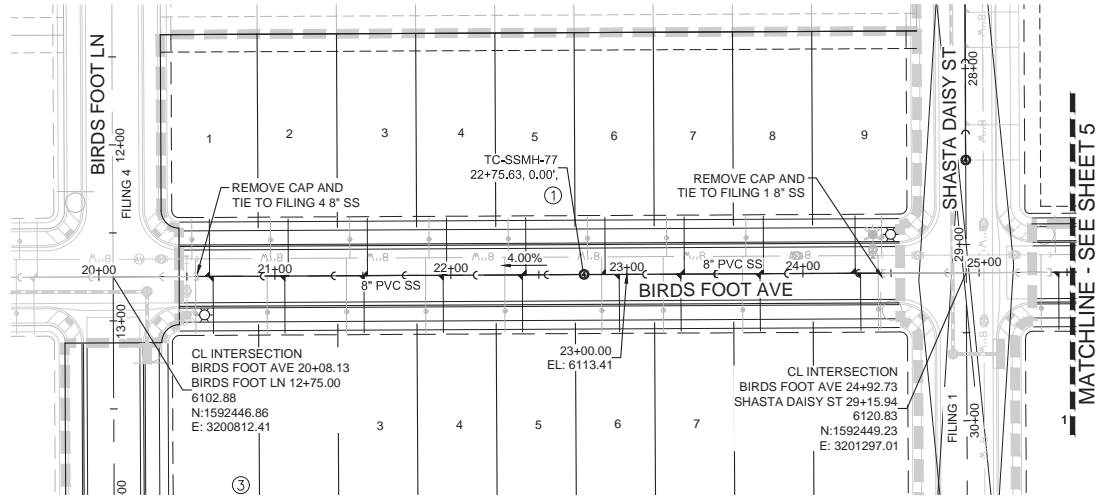 BIRDS FOOT LN
12+00
FILING 4
SHASTA DAISY ST
28+00
MATCHLINE - SEE SHEET 5
1
2
3
4
5
6
7
8
9
TC-SSMH-77
22+75.63, 0.00',
1
REMOVE CAP AND
TIE TO FILING 4 8" SS
REMOVE CAP AND
TIE TO FILING 1 8" SS
20+00
21+00
22+00
4.00%
23+00
8" PVC SS
24+00
29+00
25+00
8" PVC SS
BIRDS FOOT AVE
8" W
8" W
8" W
8" W
8" W
8" W
13+00
CL INTERSECTION
BIRDS FOOT AVE 20+08.13
BIRDS FOOT LN 12+75.00
6102.88
N:1592446.86
E: 3200812.41
23+00.00
EL: 6113.41
CL INTERSECTION
BIRDS FOOT AVE 24+92.73
SHASTA DAISY ST 29+15.94
6120.83
N:1592449.23
E: 3201297.01
FILING 1
30+00
1
3
4
5
6
7
3